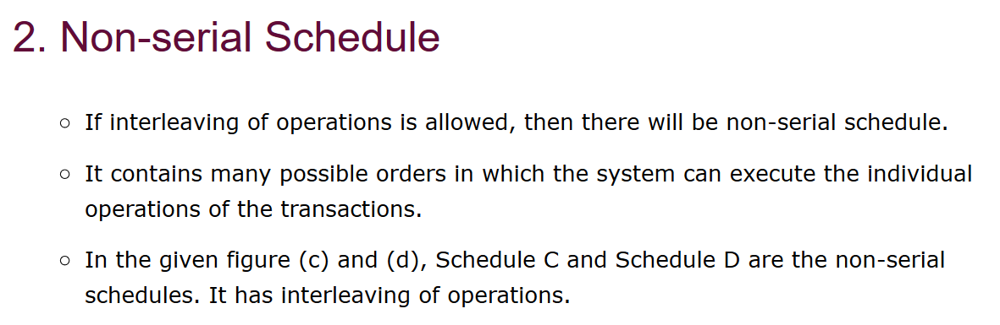 2. Non-serial Schedule
If interleaving of operations is allowed, then there will be non-serial schedule.
It contains many possible orders in which the system can execute the individual
operations of the transactions.
In the given figure (c) and (d), Schedule C and Schedule D are the non-serial
schedules. It has interleaving of operations.